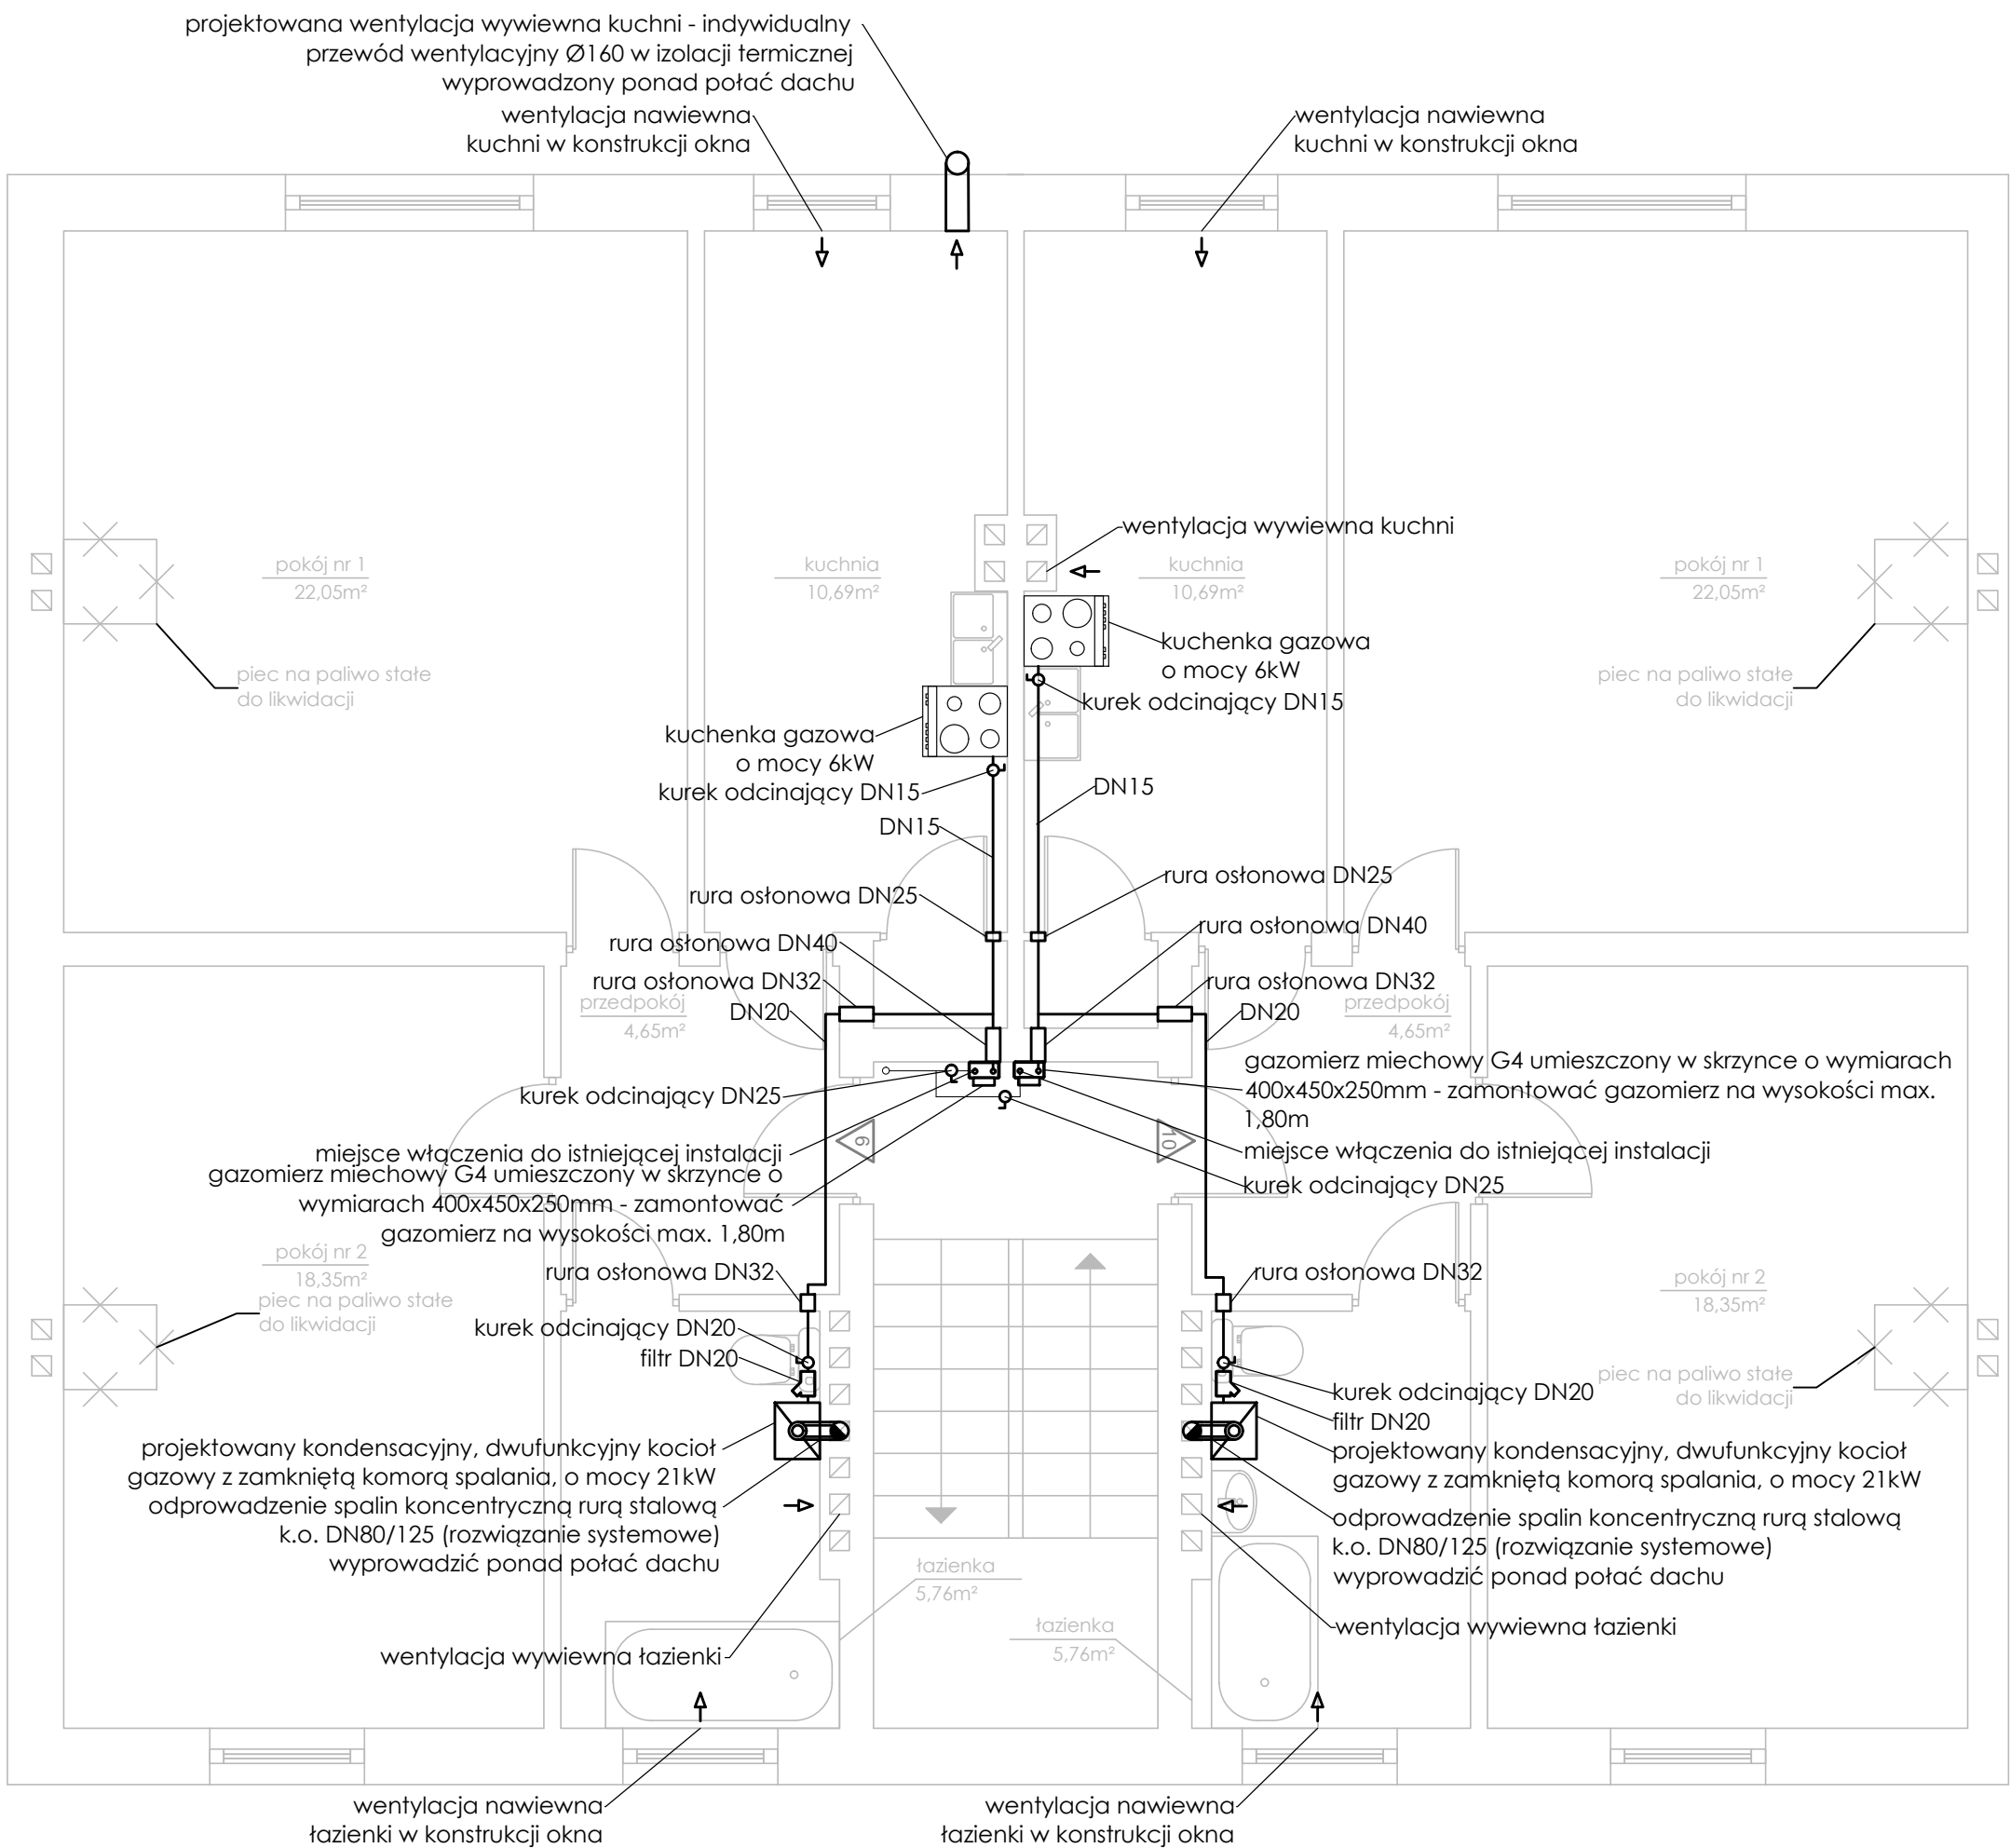 projektowana wentylacja wywiewna kuchni - indywidualny
przewód wentylacyjny Ø160 w izolacji termicznej
wyprowadzony ponad połać dachu
wentylacja nawiewna
kuchni w konstrukcji okna
wentylacja nawiewna
kuchni w konstrukcji okna
wentylacja wywiewna kuchni
pokój nr 1
22,05m²
kuchnia
10,69m²
kuchnia
10,69m²
pokój nr 1
22,05m²
piec na paliwo stałe
do likwidacji
kuchenka gazowa
o mocy 6kW
kurek odcinający DN15
piec na paliwo stałe
do likwidacji
kuchenka gazowa
o mocy 6kW
kurek odcinający DN15
DN15
DN15
rura osłonowa DN25
rura osłonowa DN25
rura osłonowa DN40
rura osłonowa DN40
rura osłonowa DN32
rura osłonowa DN32
przedpokój
4,65m²
DN20
DN20
przedpokój
4,65m²
kurek odcinający DN25
gazomierz miechowy G4 umieszczony w skrzynce o wymiarach
400x450x250mm - zamontować gazomierz na wysokości max.
1,80m
9
10
miejsce włączenia do istniejącej instalacji
miejsce włączenia do istniejącej instalacji
gazomierz miechowy G4 umieszczony w skrzynce o
wymiarach 400x450x250mm - zamontować
gazomierz na wysokości max. 1,80m
kurek odcinający DN25
pokój nr 2
18,35m²
piec na paliwo stałe
do likwidacji
rura osłonowa DN32
rura osłonowa DN32
pokój nr 2
18,35m²
kurek odcinający DN20
filtr DN20
piec na paliwo stałe
do likwidacji
kurek odcinający DN20
filtr DN20
projektowany kondensacyjny, dwufunkcyjny kocioł
gazowy z zamkniętą komorą spalania, o mocy 21kW
odprowadzenie spalin koncentryczną rurą stalową
k.o. DN80/125 (rozwiązanie systemowe)
wyprowadzić ponad połać dachu
projektowany kondensacyjny, dwufunkcyjny kocioł
gazowy z zamkniętą komorą spalania, o mocy 21kW
odprowadzenie spalin koncentryczną rurą stalową
k.o. DN80/125 (rozwiązanie systemowe)
wyprowadzić ponad połać dachu
łazienka
5,76m²
łazienka
5,76m²
wentylacja wywiewna łazienki
wentylacja wywiewna łazienki
wentylacja nawiewna
łazienki w konstrukcji okna
wentylacja nawiewna
łazienki w konstrukcji okna